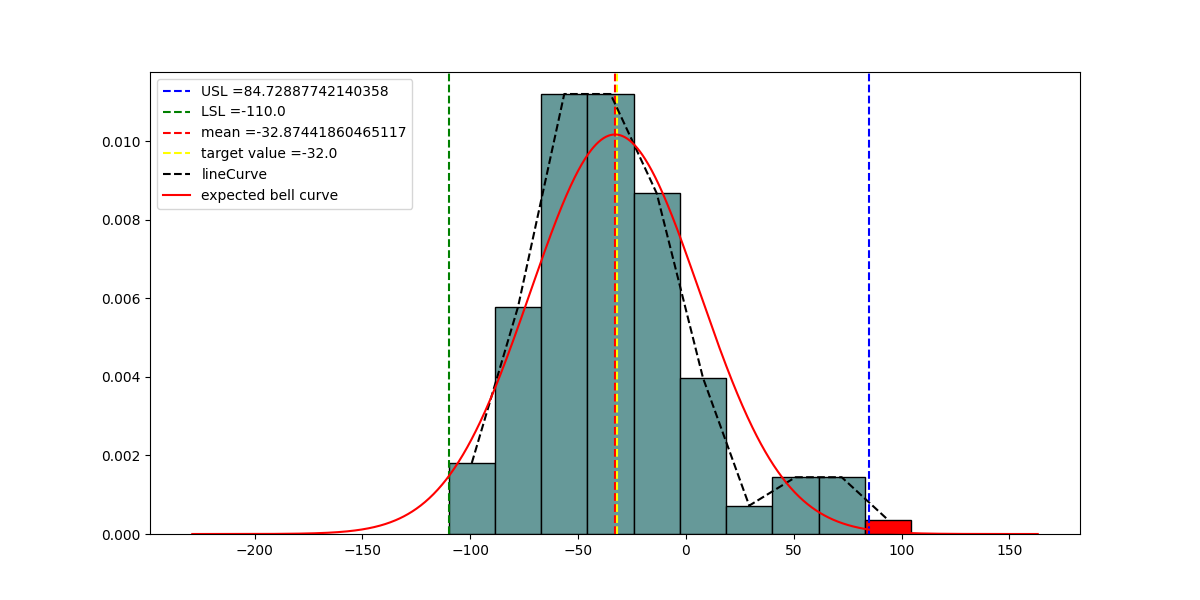 USL =84.72887742140358
LSL =-110.0
mean =-32.87441860465117
target value =-32.0
lineCurve
expected bell curve
0.010
0.008
0.006
0.004
0.002
0.000
−200
−150
−100
−50
0
50
100
150